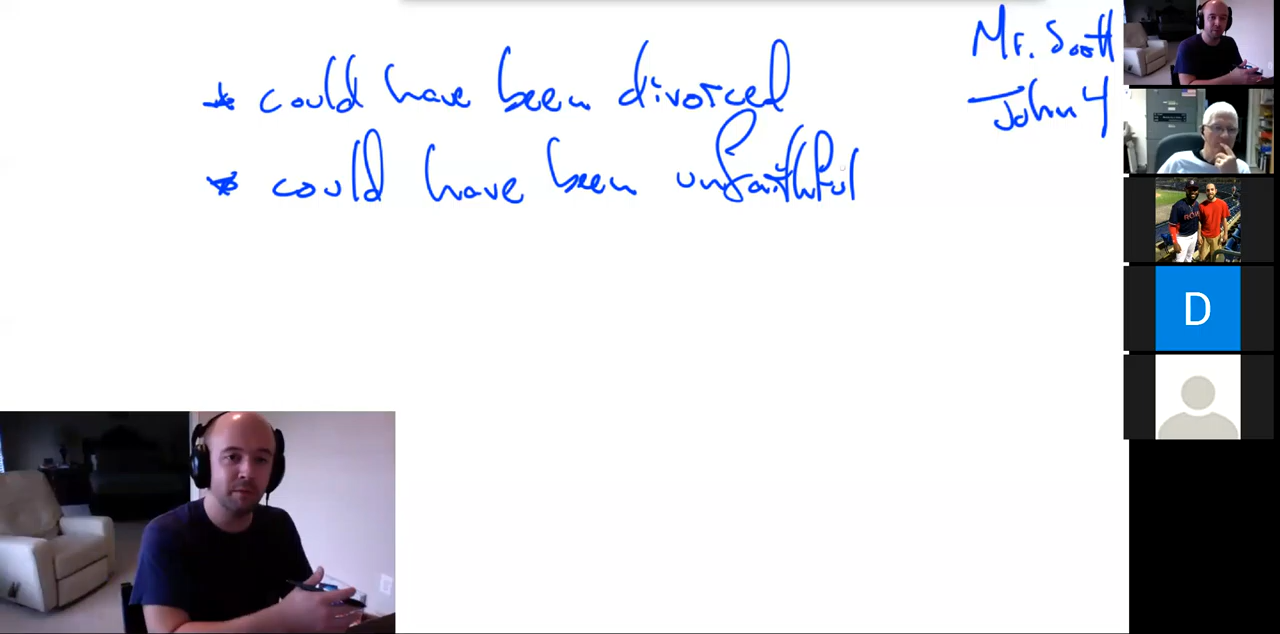 Mr. Scott
John 4
* could have been divorced
* could have been unfaithful
D